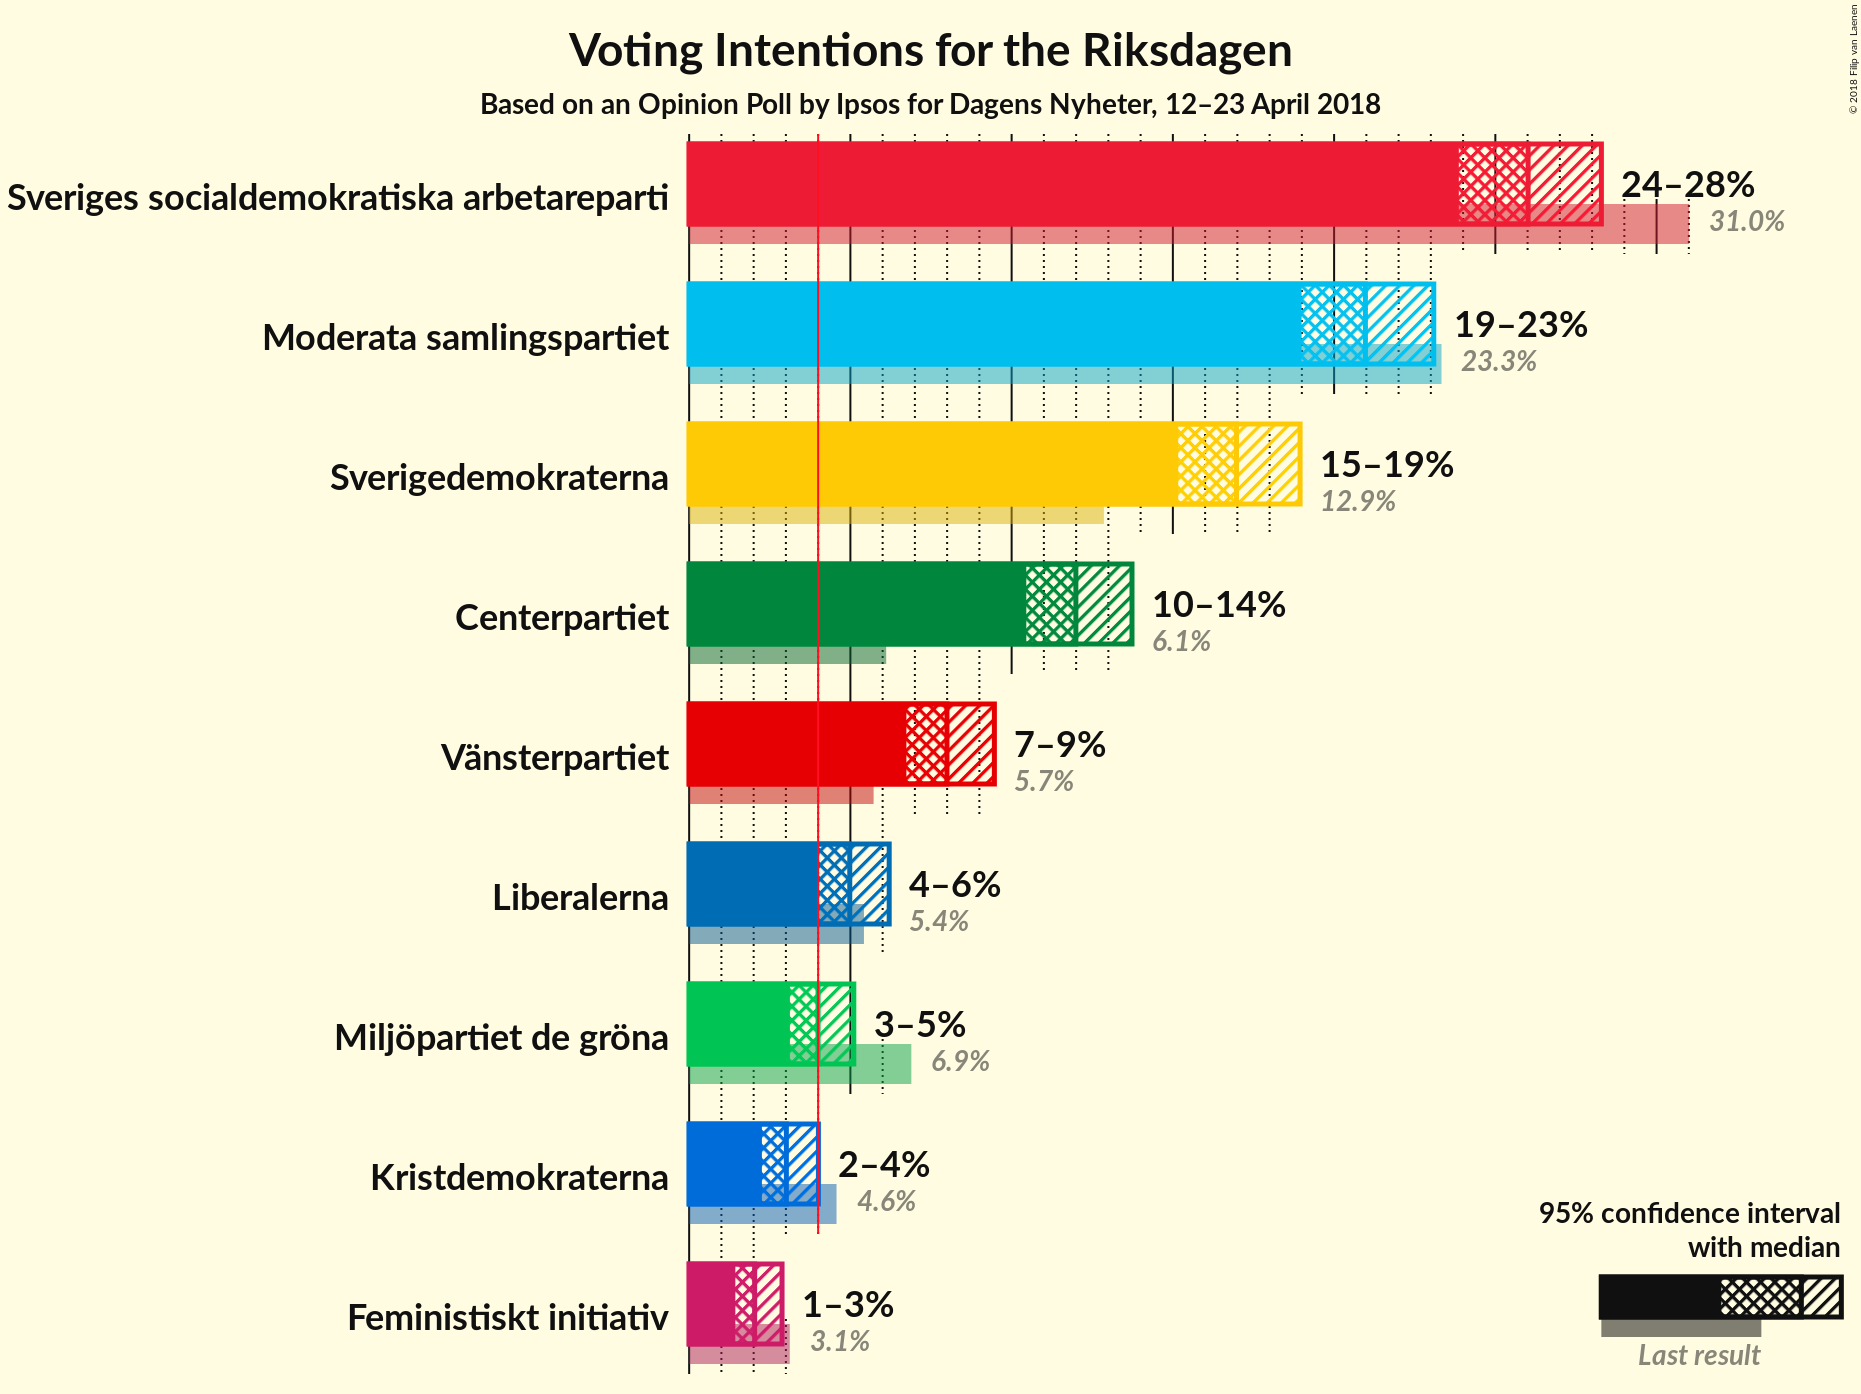 Voting Intentions for the Riksdagen
Based on an Opinion Poll by Ipsos for Dagens Nyheter, 12–23 April 2018
© 2018 Filip van Laenen
Sveriges socialdemokratiska arbetareparti
24–28%
31.0%
Moderata samlingspartiet
19–23%
23.3%
Sverigedemokraterna
15–19%
12.9%
Centerpartiet
10–14%
6.1%
Vänsterpartiet
7–9%
5.7%
Liberalerna
4–6%
5.4%
Miljöpartiet de gröna
3–5%
6.9%
Kristdemokraterna
2–4%
4.6%
Feministiskt initiativ
1–3%
3.1%
95% confidence interval
with median
Last result